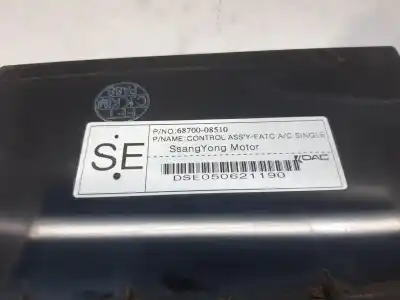 P/NO:68700-08510
P/NAME:CONTROL ASS'Y-FATC A/C SINGLE
SE
SsangYong Motor
DAC
DSE050621190